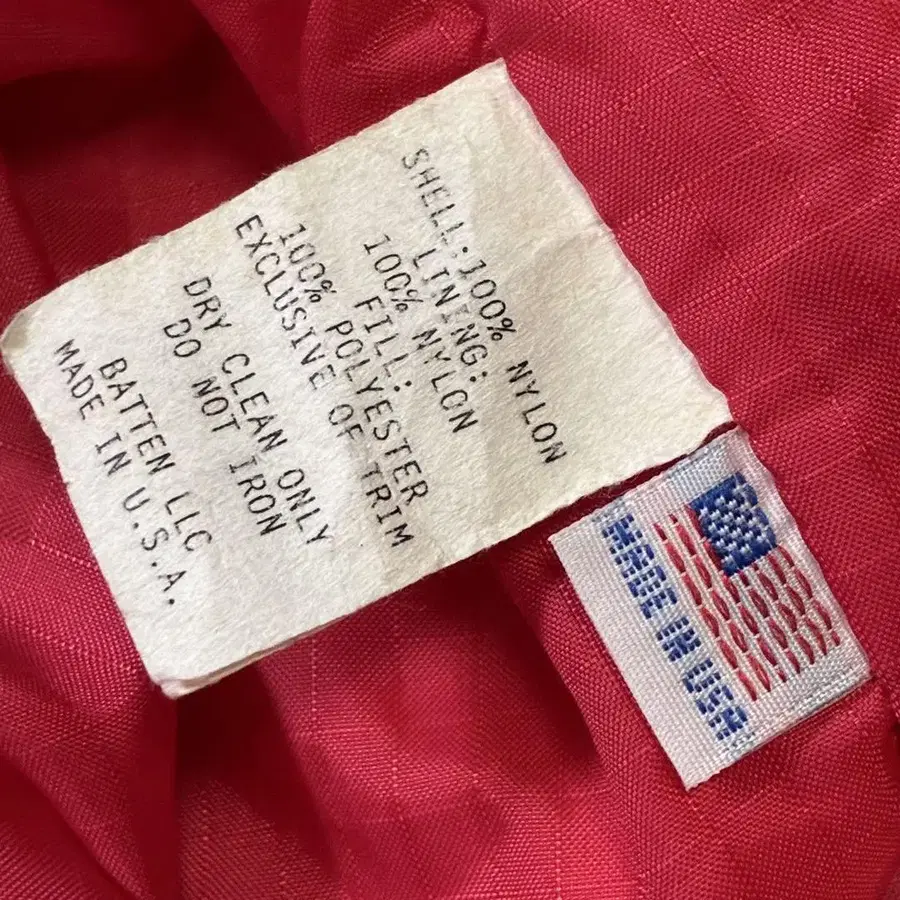 SHELL:100% NYLON
LINING:
100% NYLON
FILL:
100% POLYESTER
EXCLUSIVE OF TRIM
DRY CLEAN ONLY
DO NOT IRON
BATTEN LLC
MADE IN U.S.A.
MADE IN USA